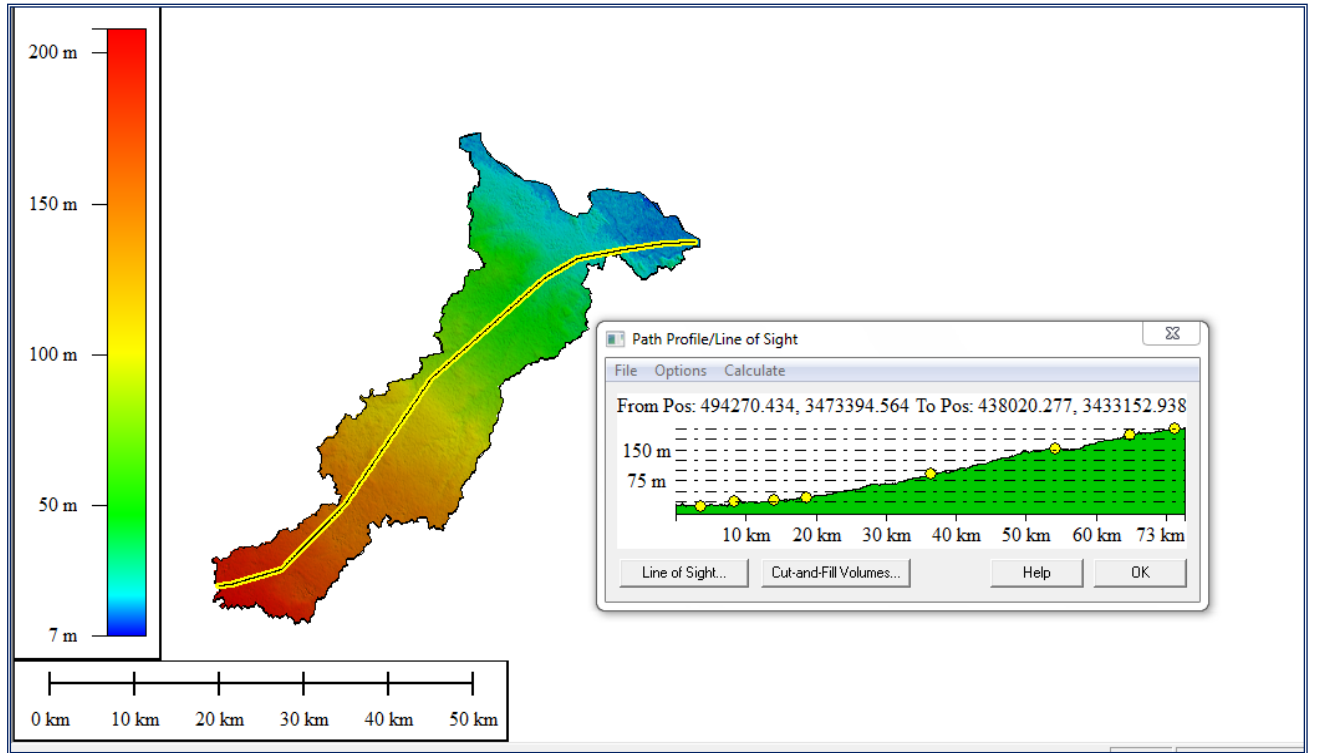 200 m
150 m
100 m
50 m
7 m
0 km 10 km 20 km 30 km 40 km 50 km
Path Profile/Line of Sight
File Options Calculate
From Pos: 494270.434, 3473394.564 To Pos: 438020.277, 3433152.938
150 m
75 m
10 km 20 km 30 km 40 km 50 km 60 km 73 km
Line of Sight... Cut-and-Fill Volumes... Help OK